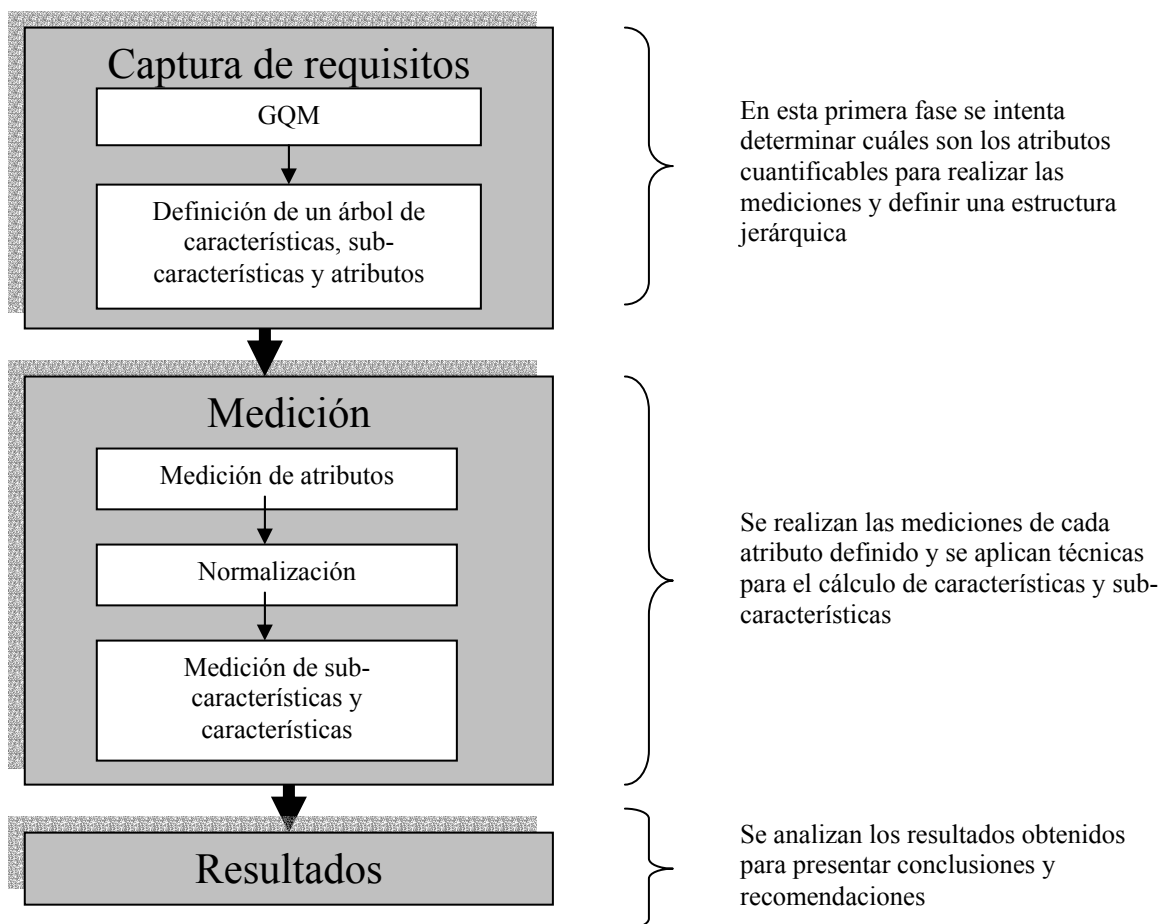 Captura de requisitos
GQM
Definición de un árbol de
características, sub-
características y atributos
En esta primera fase se intenta
determinar cuáles son los atributos
cuantificables para realizar las
mediciones y definir una estructura
jerárquica
Medición
Medición de atributos
Normalización
Medición de sub-
características y
características
Se realizan las mediciones de cada
atributo definido y se aplican técnicas
para el cálculo de características y sub-
características
Resultados
Se analizan los resultados obtenidos
para presentar conclusiones y
recomendaciones